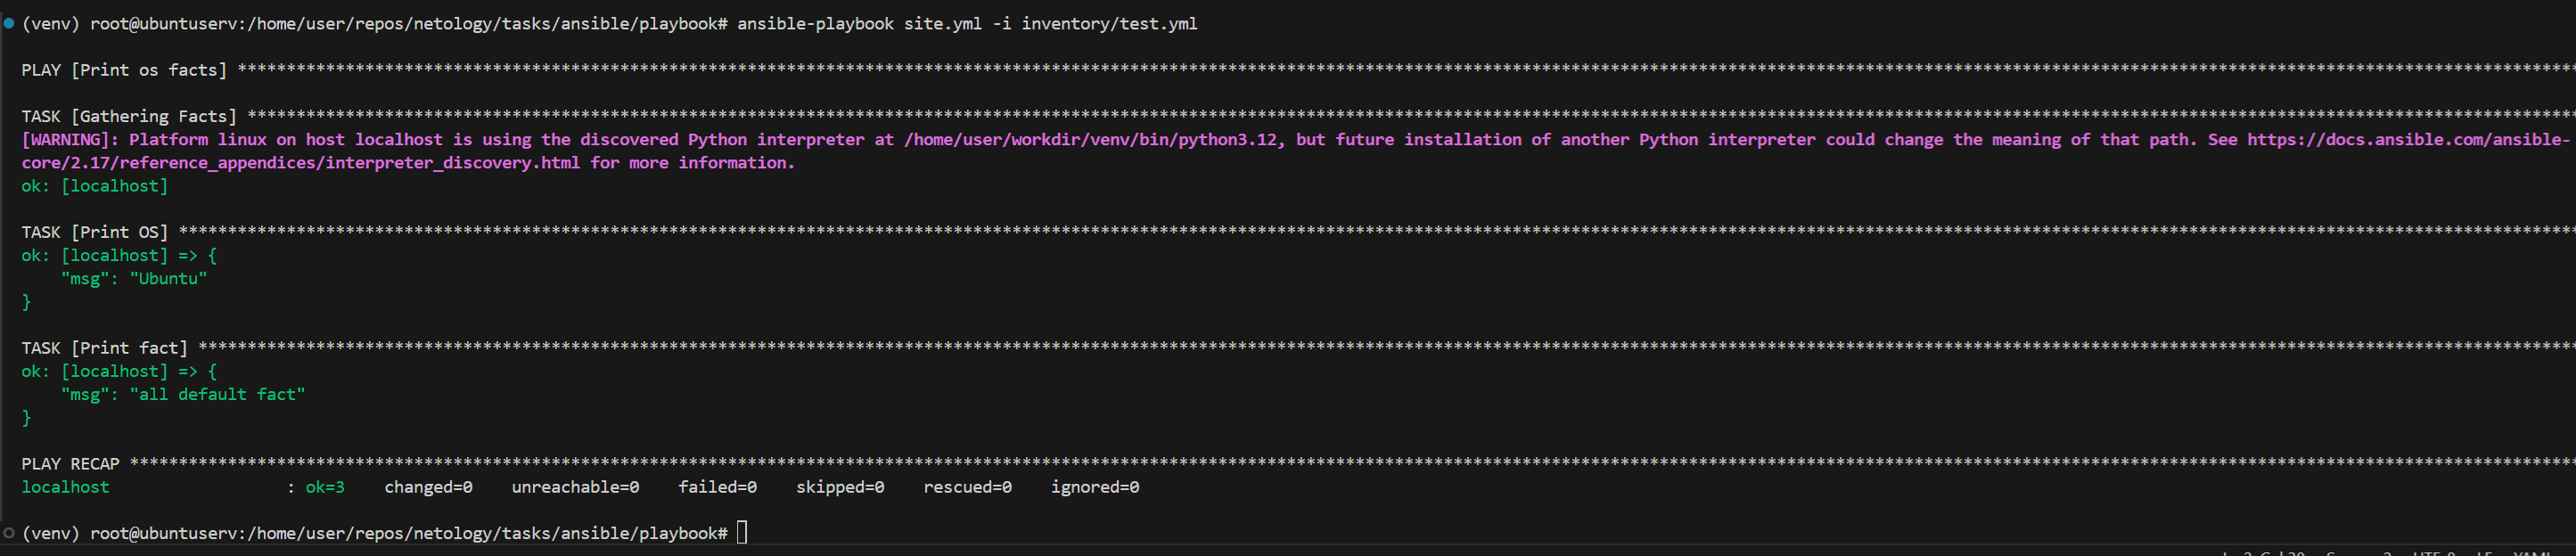 (venv) root@ubuntuserv:/home/user/repos/netology/tasks/ansible/playbook# ansible-playbook site.yml -i inventory/test.yml
PLAY [Print os facts] ****************************************************************************************************
TASK [Gathering Facts] ****************************************************************************************************
[WARNING]: Platform linux on host localhost is using the discovered Python interpreter at /home/user/workdir/venv/bin/python3.12, but future installation of another Python interpreter could change the meaning of that path. See https://docs.ansible.com/ansible-
core/2.17/reference_appendices/interpreter_discovery.html for more information.
ok: [localhost]
TASK [Print OS] ****************************************************************************************************
ok: [localhost] => {
    "msg": "Ubuntu"
}
TASK [Print fact] ****************************************************************************************************
ok: [localhost] => {
    "msg": "all default fact"
}
PLAY RECAP ****************************************************************************************************
localhost                  : ok=3    changed=0    unreachable=0    failed=0    skipped=0    rescued=0    ignored=0
(venv) root@ubuntuserv:/home/user/repos/netology/tasks/ansible/playbook#